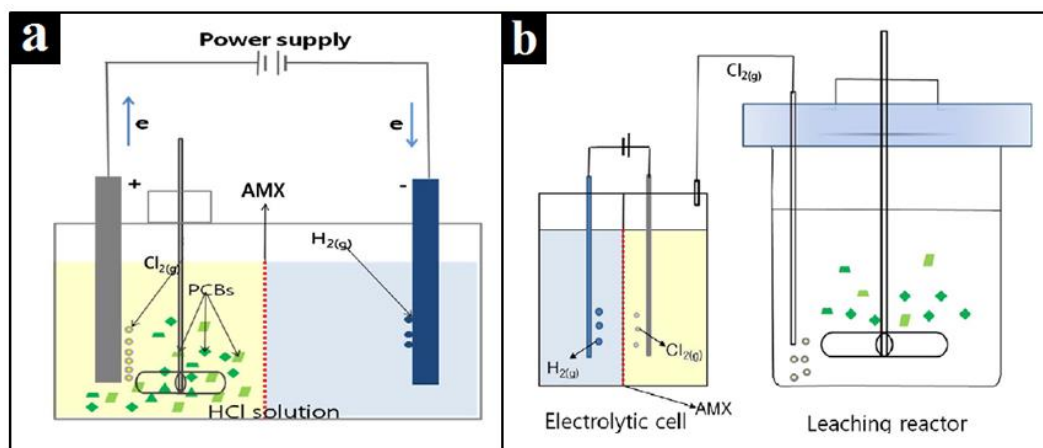 a
Power supply
e
e
+
-
AMX
H2(g)
Cl2(g)
PCBs
HCl solution
b
Cl2(g)
H2(g)
Cl2(g)
AMX
Electrolytic cell
Leaching reactor